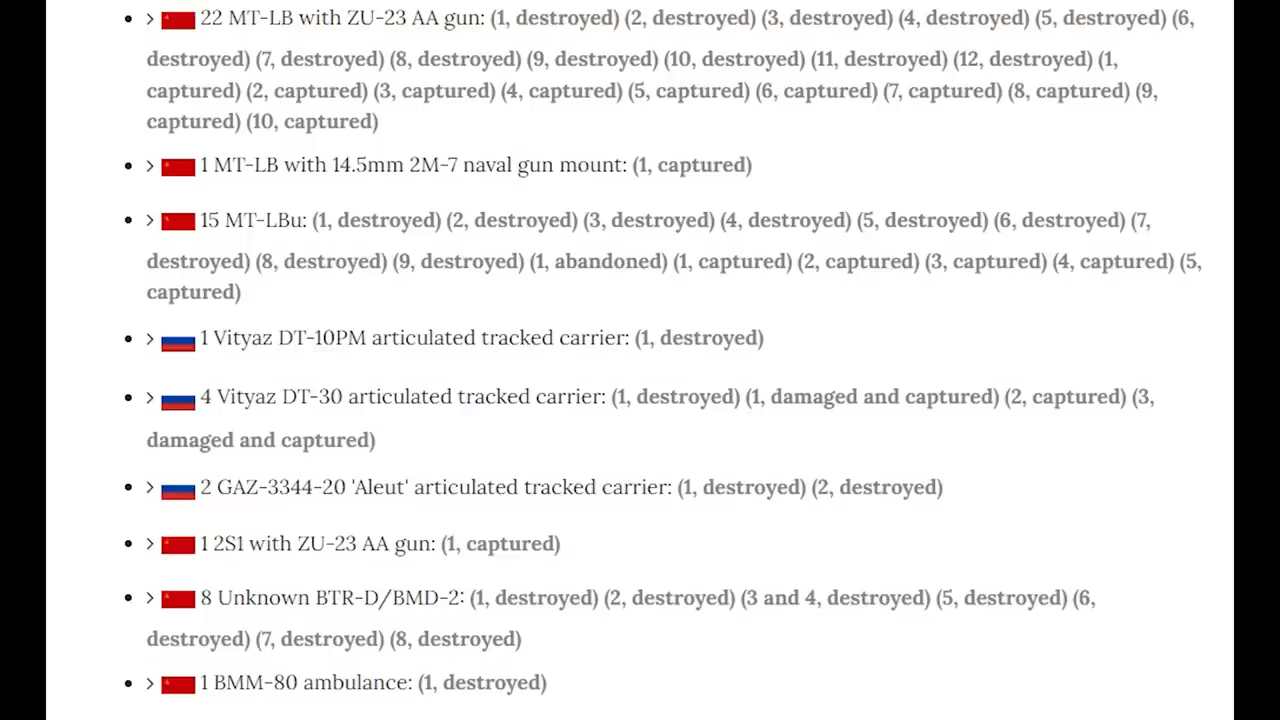 22 MT-LB with ZU-23 AA gun: (1, destroyed) (2, destroyed) (3, destroyed) (4, destroyed) (5, destroyed) (6,
destroyed) (7, destroyed) (8, destroyed) (9, destroyed) (10, destroyed) (11, destroyed) (12, destroyed) (1,
captured) (2, captured) (3, captured) (4, captured) (5, captured) (6, captured) (7, captured) (8, captured) (9,
captured) (10, captured)
1 MT-LB with 14.5mm 2M-7 naval gun mount: (1, captured)
15 MT-LBu: (1, destroyed) (2, destroyed) (3, destroyed) (4, destroyed) (5, destroyed) (6, destroyed) (7,
destroyed) (8, destroyed) (9, destroyed) (1, abandoned) (1, captured) (2, captured) (3, captured) (4, captured) (5,
captured)
1 Vityaz DT-10PM articulated tracked carrier: (1, destroyed)
4 Vityaz DT-30 articulated tracked carrier: (1, destroyed) (1, damaged and captured) (2, captured) (3,
damaged and captured)
2 GAZ-3344-20 'Aleut' articulated tracked carrier: (1, destroyed) (2, destroyed)
1 2S1 with ZU-23 AA gun: (1, captured)
8 Unknown BTR-D/BMD-2: (1, destroyed) (2, destroyed) (3 and 4, destroyed) (5, destroyed) (6,
destroyed) (7, destroyed) (8, destroyed)
1 BMM-80 ambulance: (1, destroyed)